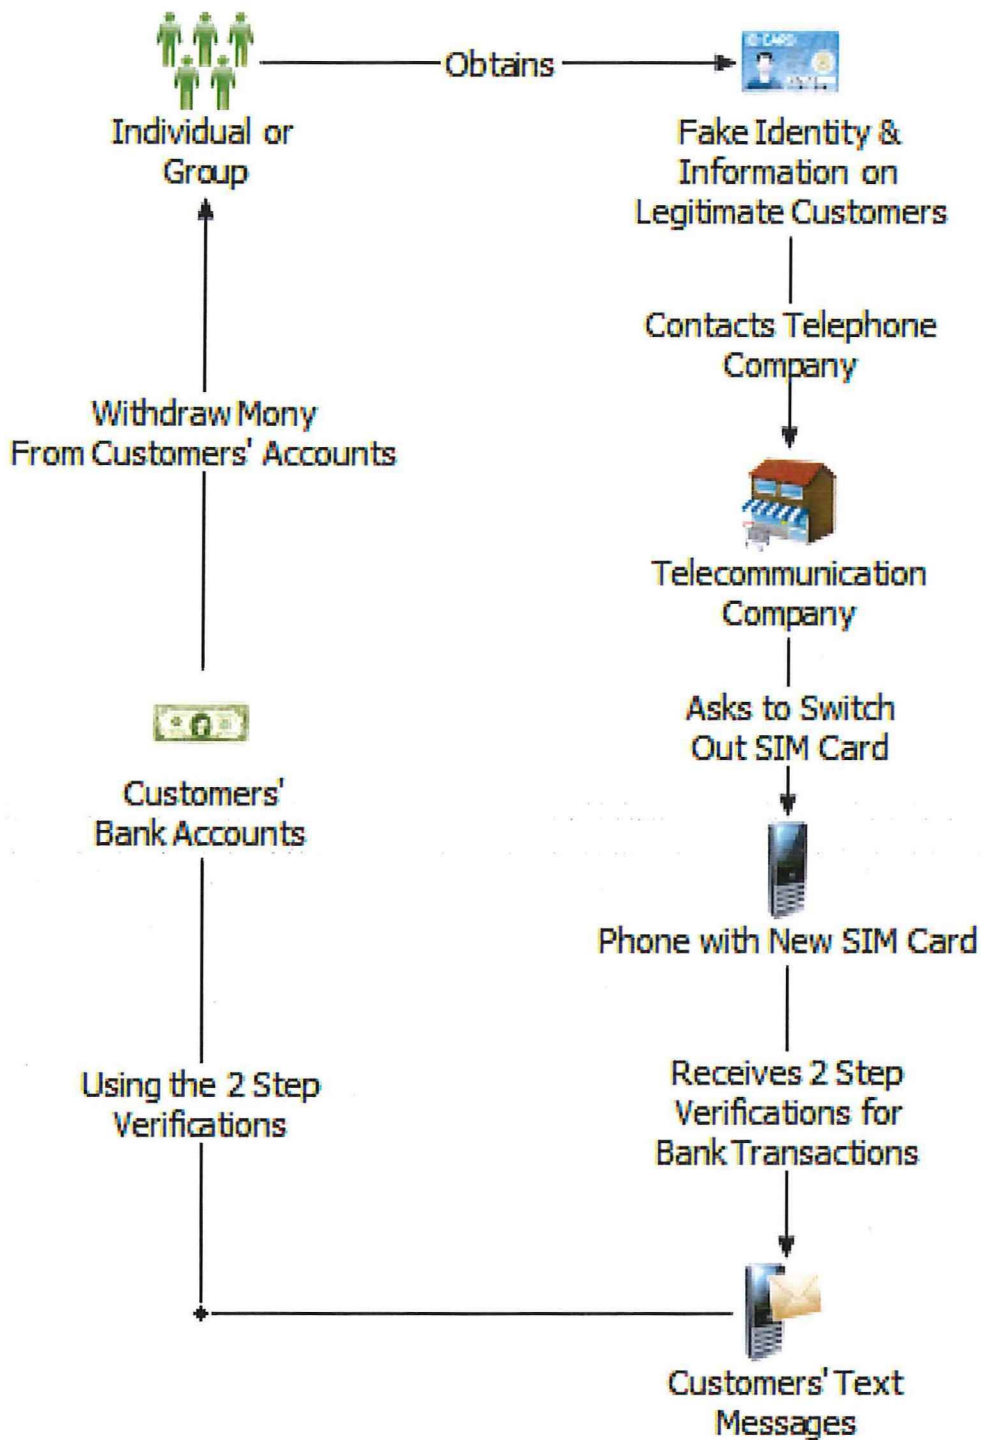 Obtains
ID CARD
Individual or
Group
Fake Identity &
Information on
Legitimate Customers
Contacts Telephone
Company
Withdraw Mony
From Customers' Accounts
Telecommunication
Company
Asks to Switch
Out SIM Card
Customers'
Bank Accounts
Phone with New SIM Card
Using the 2 Step
Verifications
Receives 2 Step
Verifications for
Bank Transactions
Customers' Text
Messages